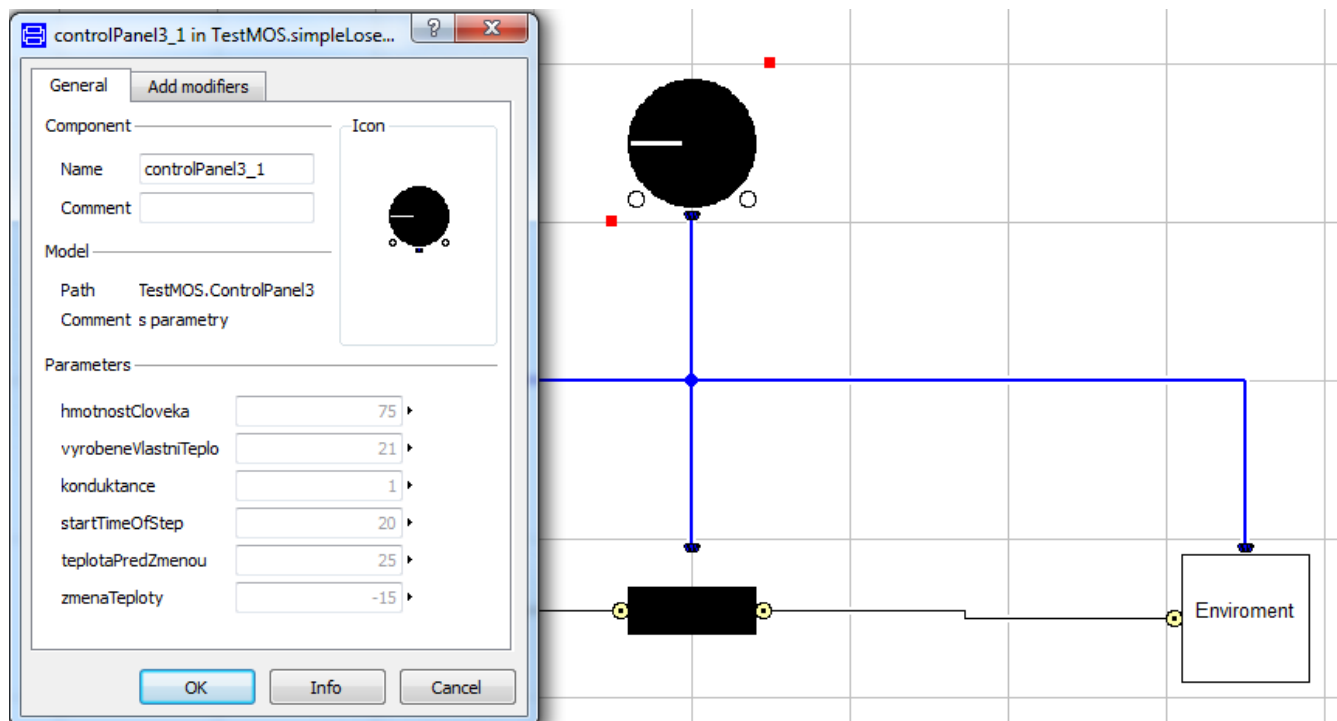 controlPanel3_1 in TestMOS.simpleLose...
?
General
Add modifiers
Component
Icon
Name controlPanel3_1
Comment
Model
Path TestMOS.ControlPanel3
Comment s parametry
Parameters
hmotnostCloveka 75
vyrobeneVlastniTeplo 21
konduktance 1
startTimeOfStep 20
teplotaPredZmenou 25
zmenaTeploty -15
OK
Info
Cancel
Enviroment